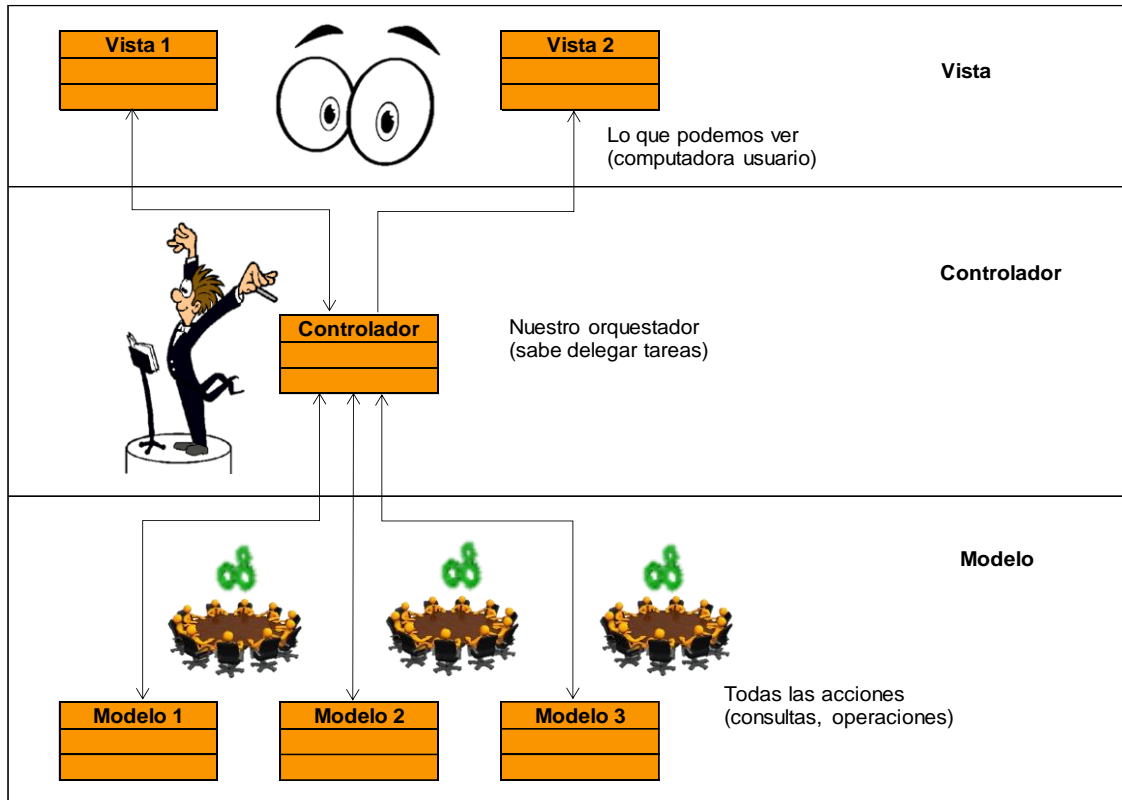 Vista 1
Vista 2
Vista
Lo que podemos ver
(computadora usuario)
Controlador
Controlador
Nuestro orquestador
(sabe delegar tareas)
Modelo
Todas las acciones
(consultas, operaciones)
Modelo 1
Modelo 2
Modelo 3